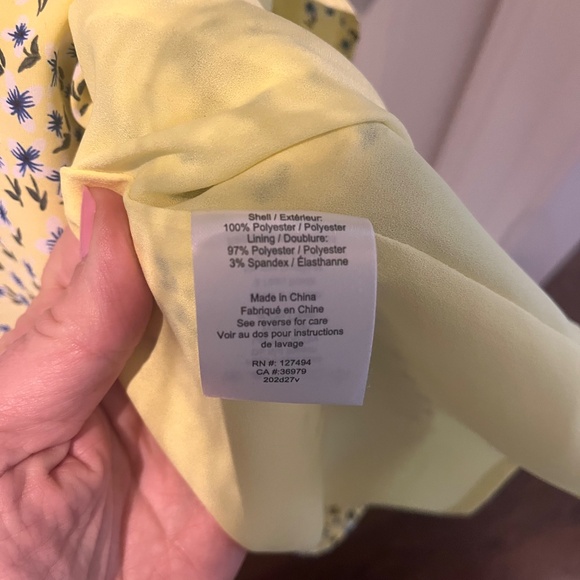 Shell / Extérieur:
100% Polyester / Polyester
Lining / Doublure:
97% Polyester / Polyester
3% Spandex / Élasthanne
Made in China
Fabriqué en Chine
See reverse for care
Voir au dos pour instructions
de lavage
RN #: 127494
CA #:36979
202d27v